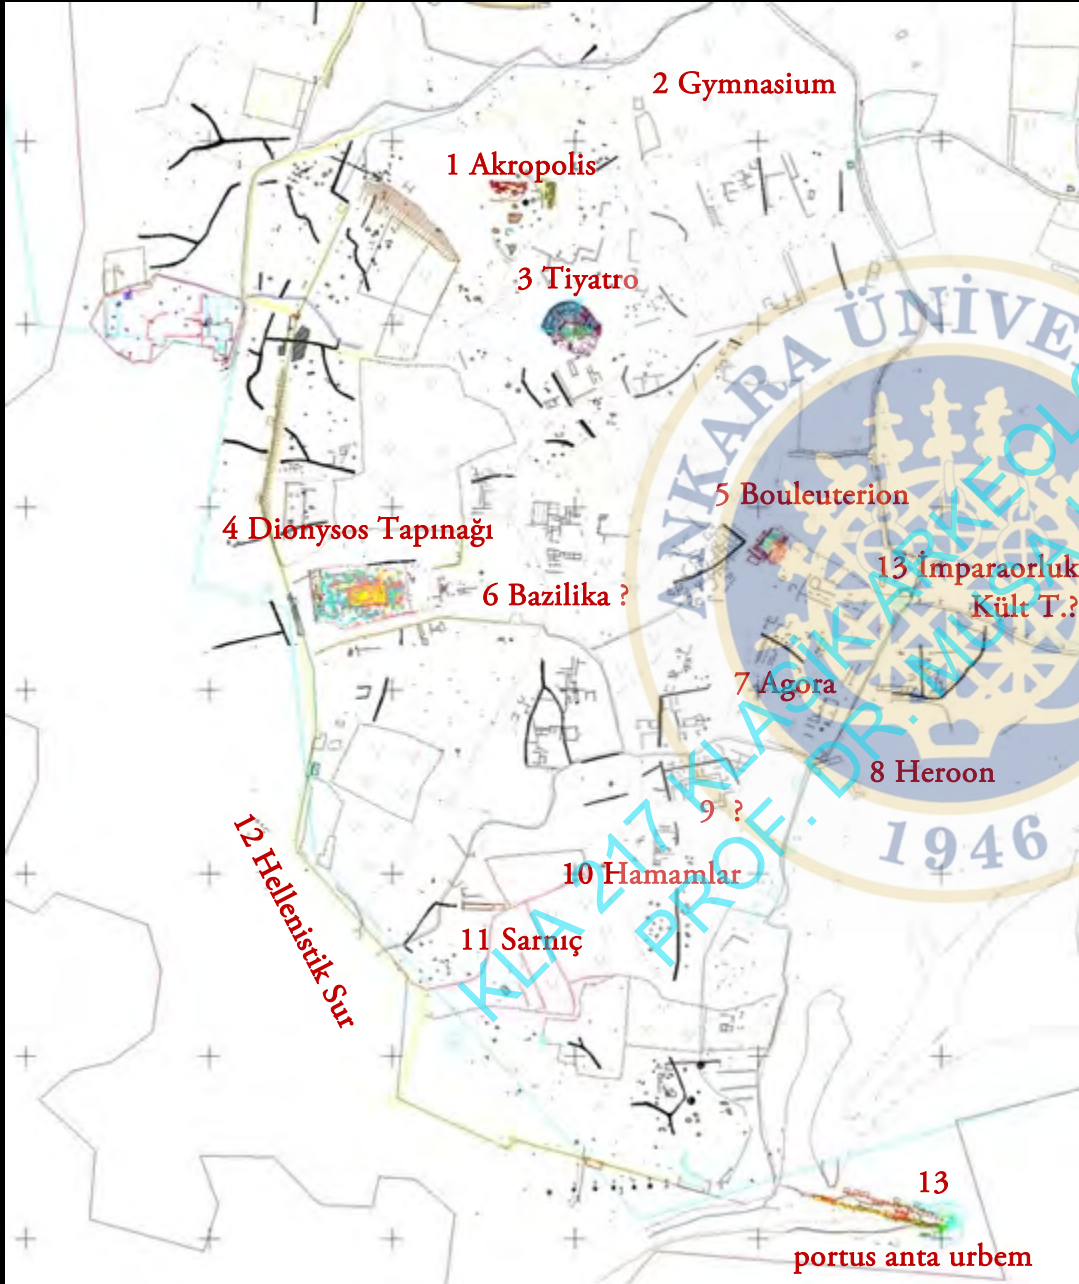 2 Gymnasium
1 Akropolis
3 Tiyatro
ANKARA ÜNİVE
5 Bouleuterion
4 Dionysos Tapınağı
13 İmparaorluk
Kült T.?
6 Bazilika ?
7 Agora
8 Heroon
9 ?
1946
10 Hamamlar
11 Sarnıç
12 Hellenistik Sur
KLA 217 KLASİK ARKEOL
PROF. DR. MUSA
13
portus anta urbem